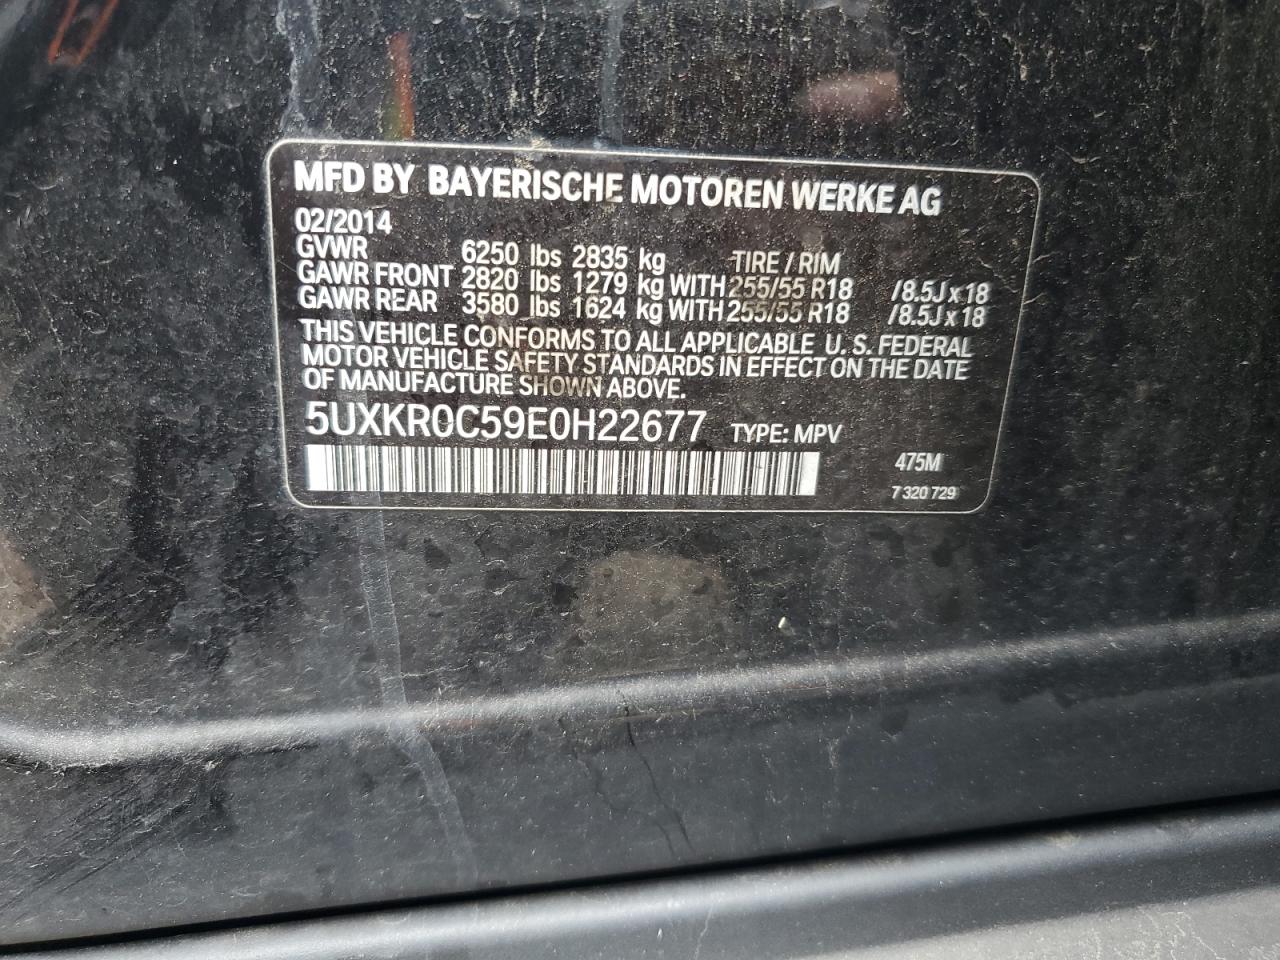 MFD BY BAYERISCHE MOTOREN WERKE AG
02/2014
GVWR 6250 lbs 2835 kg TIRE / RIM
GAWR FRONT 2820 lbs 1279 kg WITH 255/55 R18 /8.5J x 18
GAWR REAR 3580 lbs 1624 kg WITH 255/55 R18 /8.5J x 18
THIS VEHICLE CONFORMS TO ALL APPLICABLE U. S. FEDERAL
MOTOR VEHICLE SAFETY STANDARDS IN EFFECT ON THE DATE
OF MANUFACTURE SHOWN ABOVE.
5UXKR0C59E0H22677 TYPE: MPV
475M
7 320 729